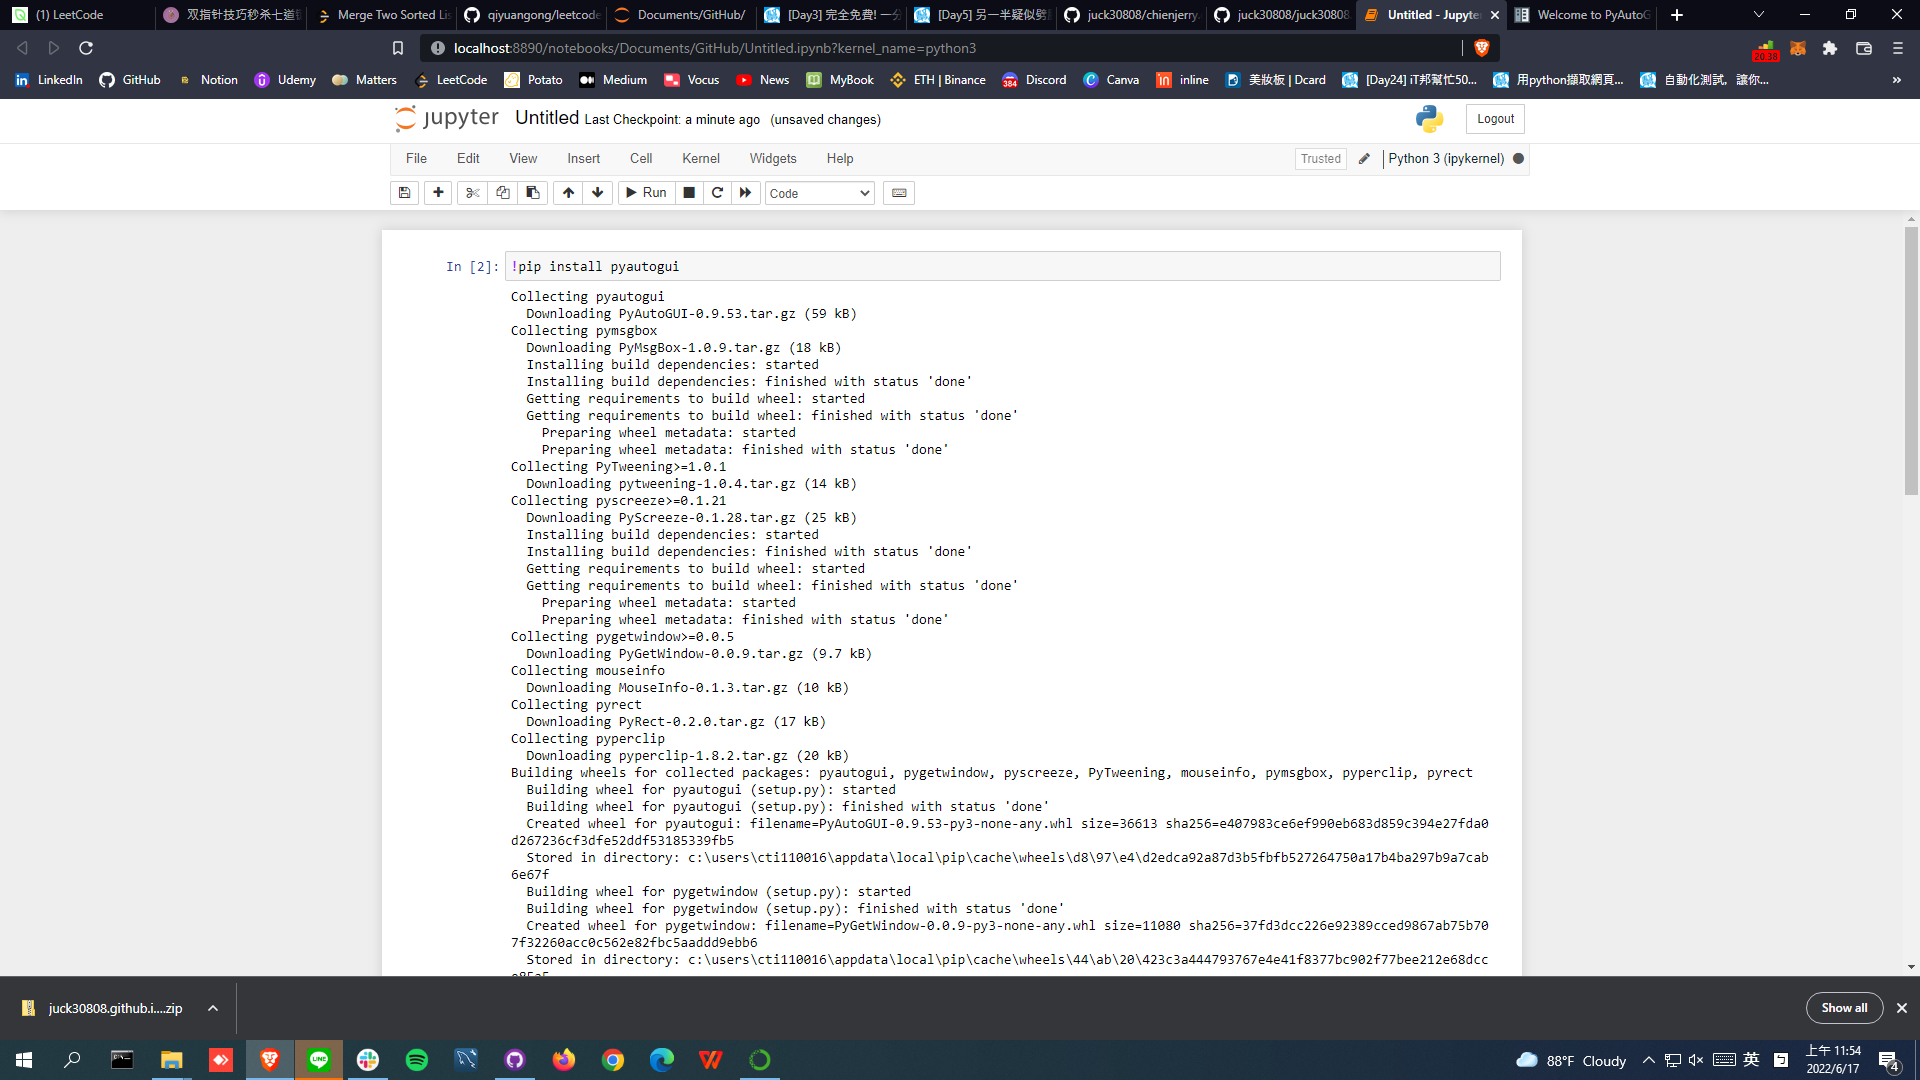 (1) LeetCode
双指针技巧秒杀七道
Merge Two Sorted Lis
qiyuangong/leetcode
Documents/GitHub/
[Day3] 完全免費! 一分
[Day5] 另一半疑似劈
juck30808/chienjerry.
juck30808/juck30808.
Untitled - Jupyte
Welcome to PyAutoG
localhost:8890/notebooks/Documents/GitHub/Untitled.ipynb?kernel_name=python3
20:38
LinkedIn
GitHub
Notion
Udemy
Matters
LeetCode
Potato
Medium
Vocus
News
MyBook
ETH | Binance
384
Discord
Canva
inline
美妝板 | Dcard
[Day24] iT邦幫忙50...
用python擷取網頁...
自動化測試，讓你...
»
jupyter
Untitled Last Checkpoint: a minute ago (unsaved changes)
Logout
File Edit View Insert Cell Kernel Widgets Help
Trusted
Python 3 (ipykernel)
Run
Code
In [2]: !pip install pyautogui
Collecting pyautogui
Downloading PyAutoGUI-0.9.53.tar.gz (59 kB)
Collecting pymsgbox
Downloading PyMsgBox-1.0.9.tar.gz (18 kB)
Installing build dependencies: started
Installing build dependencies: finished with status 'done'
Getting requirements to build wheel: started
Getting requirements to build wheel: finished with status 'done'
Preparing wheel metadata: started
Preparing wheel metadata: finished with status 'done'
Collecting PyTweening>=1.0.1
Downloading pytweening-1.0.4.tar.gz (14 kB)
Collecting pyscreeze>=0.1.21
Downloading PyScreeze-0.1.28.tar.gz (25 kB)
Installing build dependencies: started
Installing build dependencies: finished with status 'done'
Getting requirements to build wheel: started
Getting requirements to build wheel: finished with status 'done'
Preparing wheel metadata: started
Preparing wheel metadata: finished with status 'done'
Collecting pygetwindow>=0.0.5
Downloading PyGetWindow-0.0.9.tar.gz (9.7 kB)
Collecting mouseinfo
Downloading MouseInfo-0.1.3.tar.gz (10 kB)
Collecting pyrect
Downloading PyRect-0.2.0.tar.gz (17 kB)
Collecting pyperclip
Downloading pyperclip-1.8.2.tar.gz (20 kB)
Building wheels for collected packages: pyautogui, pygetwindow, pyscreeze, PyTweening, mouseinfo, pymsgbox, pyperclip, pyrect
Building wheel for pyautogui (setup.py): started
Building wheel for pyautogui (setup.py): finished with status 'done'
Created wheel for pyautogui: filename=PyAutoGUI-0.9.53-py3-none-any.whl size=36613 sha256=e407983ce6ef990eb683d859c394e27fda0
d267236cf3dfe52ddf53185339fb5
Stored in directory: c:\users\cti110016\appdata\local\pip\cache\wheels\d8\97\e4\d2edca92a87d3b5fbfb527264750a17b4ba297b9a7cab
6e67f
Building wheel for pygetwindow (setup.py): started
Building wheel for pygetwindow (setup.py): finished with status 'done'
Created wheel for pygetwindow: filename=PyGetWindow-0.0.9-py3-none-any.whl size=11080 sha256=37fd3dcc226e92389cced9867ab75b70
7f32260acc0c562e82fbc5aaddd9ebb6
Stored in directory: c:\users\cti110016\appdata\local\pip\cache\wheels\44\ab\20\423c3a444793767e4e41f8377bc902f77bee212e68dcc
juck30808.github.i....zip
Show all
88°F Cloudy
英
上午 11:54
2022/6/17
4